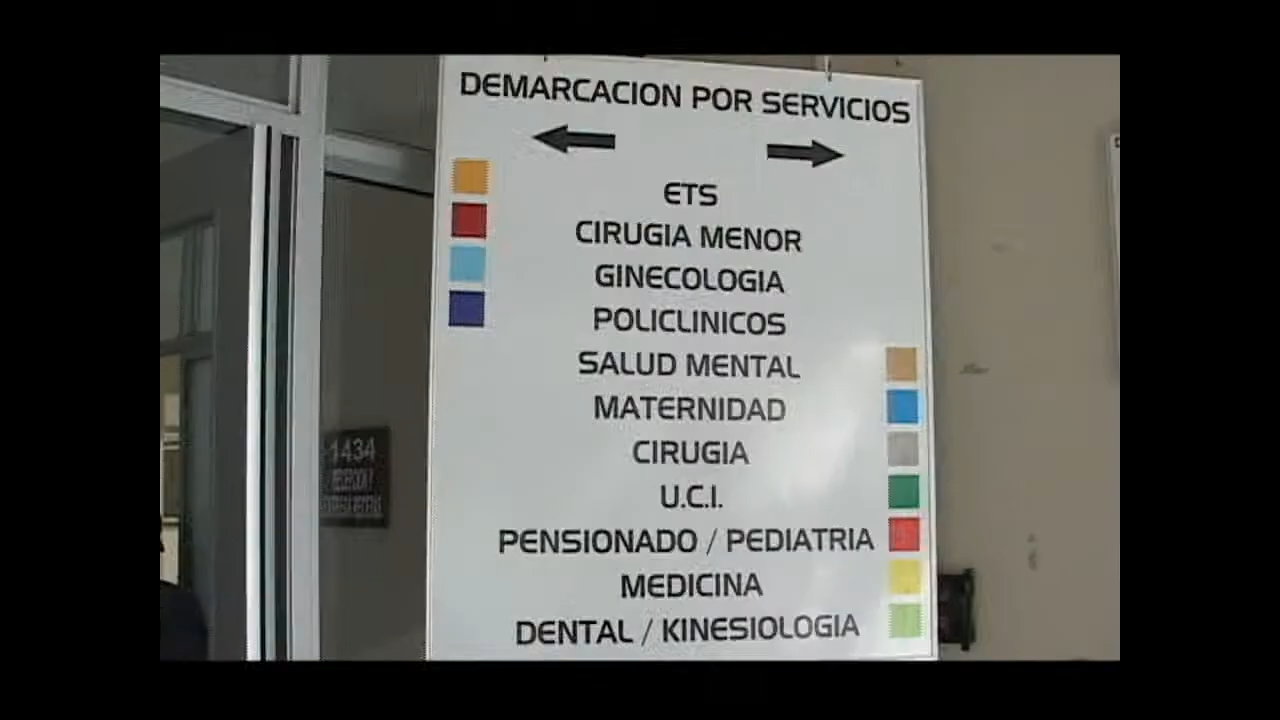 DEMARCACION POR SERVICIOS
ETS
CIRUGIA MENOR
GINECOLOGIA
POLICLINICOS
SALUD MENTAL
MATERNIDAD
CIRUGIA
U.C.I.
PENSIONADO / PEDIATRIA
MEDICINA
DENTAL / KINESIOLOGIA
1434